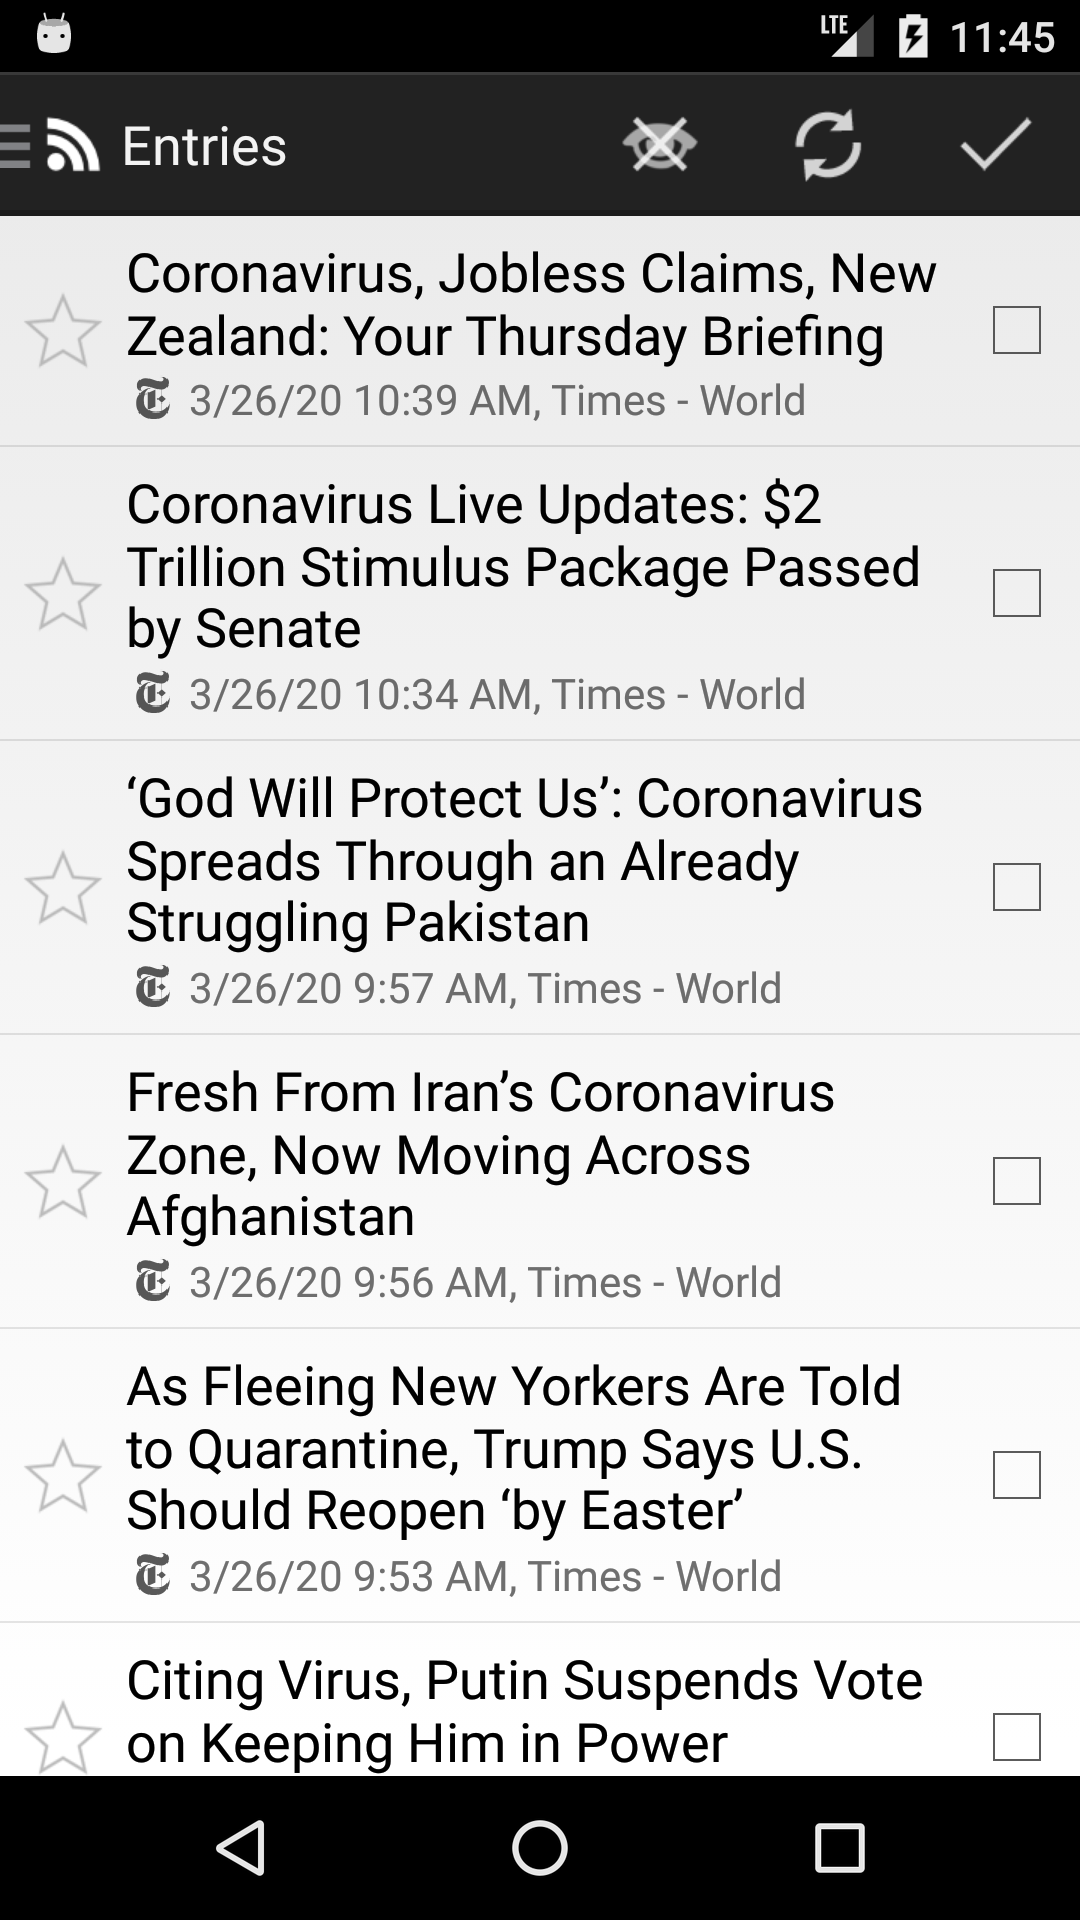 LTE 11:45
Entries
Coronavirus, Jobless Claims, New
Zealand: Your Thursday Briefing
3/26/20 10:39 AM, Times - World
Coronavirus Live Updates: $2
Trillion Stimulus Package Passed
by Senate
3/26/20 10:34 AM, Times - World
‘God Will Protect Us’: Coronavirus
Spreads Through an Already
Struggling Pakistan
3/26/20 9:57 AM, Times - World
Fresh From Iran’s Coronavirus
Zone, Now Moving Across
Afghanistan
3/26/20 9:56 AM, Times - World
As Fleeing New Yorkers Are Told
to Quarantine, Trump Says U.S.
Should Reopen ‘by Easter’
3/26/20 9:53 AM, Times - World
Citing Virus, Putin Suspends Vote
on Keeping Him in Power